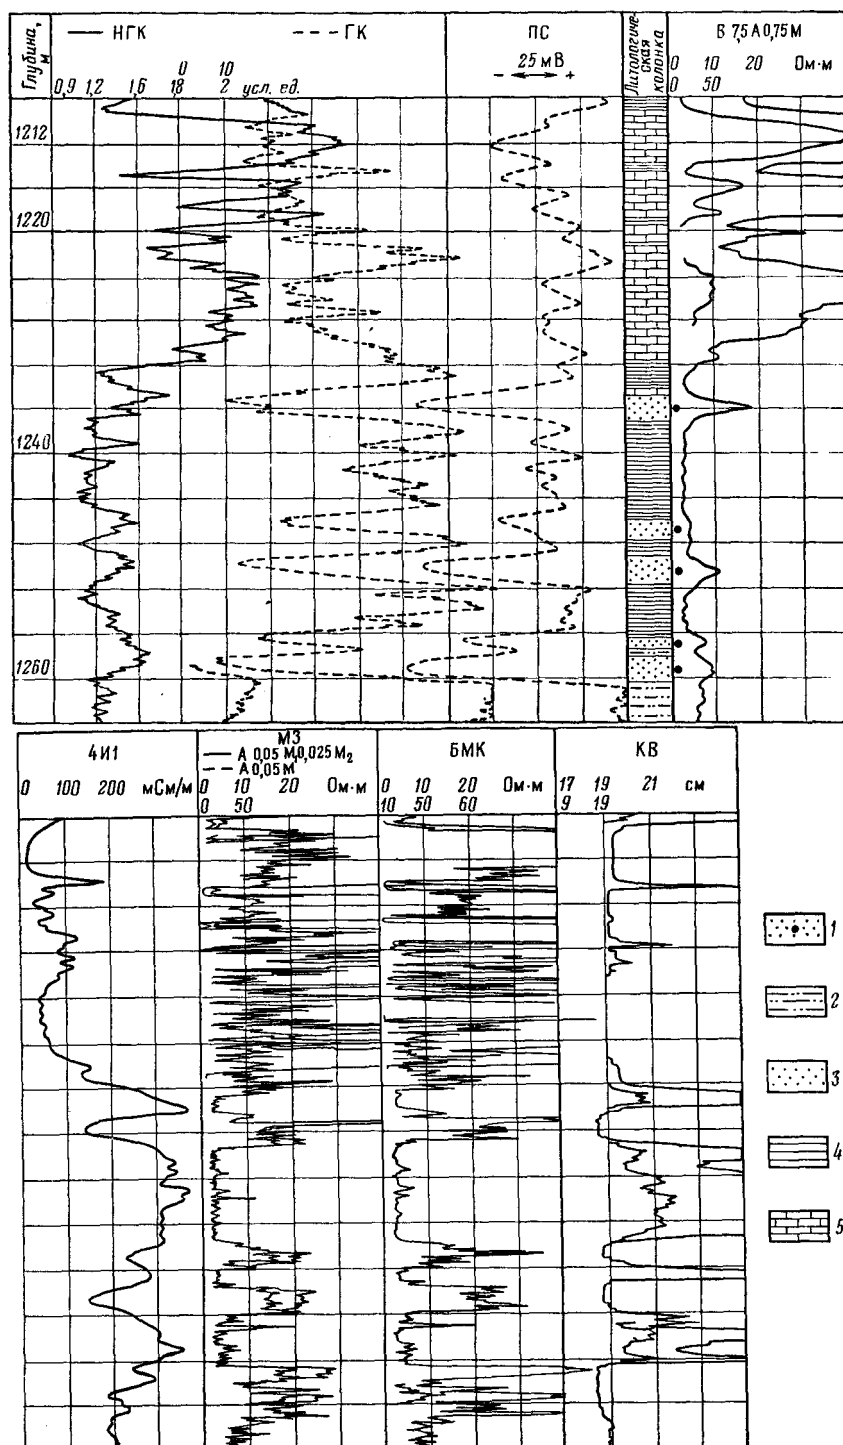 Глубина, м
НГК
ГК
ПС
Литологиче-
ская
колонка
В 7,5 А 0,75 М
25 мВ
- +
0 10 20 Ом·м
0 50
0 10
0,9 1,2 1,6 18 2 усл. ед.
1212
1220
1240
1260
4И1
МЗ
А 0,05 М 0,025 М₂
А 0,05 М
БМК
КВ
0 100 200 мСм/м
0 10 20 Ом·м
0 50
0 10 20 Ом·м
10 50 60
17 19 21 см
9 19
1
2
3
4
5